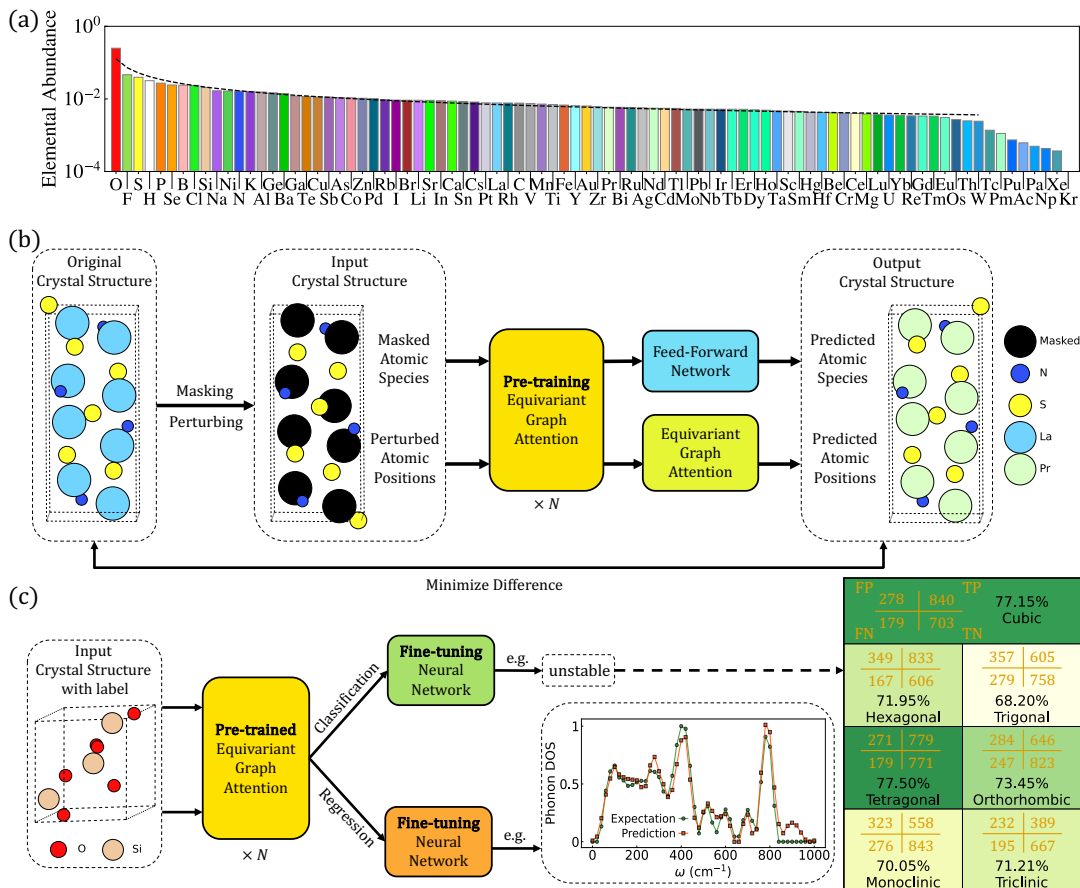 (a)
Elemental Abundance
10^0
10^-2
10^-4
O S P B Si Ni K Ge Cu As Zn Rb Br Sr Ca Cs La C Mn Fe Au Pr Ru Nd Tl Pb Ir Er Ho Sc Hg Be Ce Lu Yb Gd Eu Th Tc Pu Pa Xe
F H Se Cl Na N Al Ba Te Sb Co Pd I Li In Sn Pt Rh V Ti Y Zr Bi Ag Cd Mo Nb Tb Dy Ta Sm Hf Cr Mg U Re Tm Os W Pm Ac Np Kr
Ga
(b)
Original
Crystal Structure
Masking
Perturbing
Input
Crystal Structure
Masked
Atomic
Species
Perturbed
Atomic
Positions
Pre-training
Equivariant
Graph
Attention
× N
Feed-Forward
Network
Equivariant
Graph
Attention
Output
Crystal Structure
Predicted
Atomic
Species
Predicted
Atomic
Positions
Masked
N
S
La
Pr
Minimize Difference
(c)
Input
Crystal Structure
with label
O
Si
Pre-trained
Equivariant
Graph
Attention
× N
Classification
Regression
Fine-tuning
Neural
Network
e.g.
unstable
Fine-tuning
Neural
Network
e.g.
Phonon DOS
1
0.5
0
Expectation
Prediction
0 200 400 600 800 1000
ω (cm⁻¹)
FP TP
278 840
179 703
FN TN
77.15%
Cubic
349 833
167 606
71.95%
Hexagonal
357 605
279 758
68.20%
Trigonal
271 779
179 771
77.50%
Tetragonal
284 646
247 823
73.45%
Orthorhombic
323 558
276 843
70.05%
Monoclinic
232 389
195 667
71.21%
Triclinic